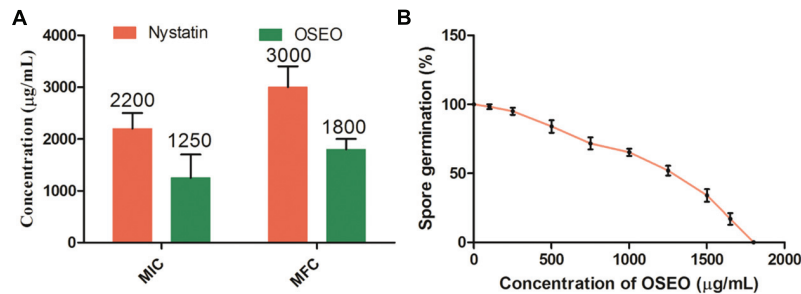 A
Nystatin
OSEO
Concentration (μg/mL)
4000
3000
2000
1000
0
2200
1250
3000
1800
MIC
MFC
B
Spore germination (%)
150
100
50
0
0
500
1000
1500
2000
Concentration of OSEO (μg/mL)